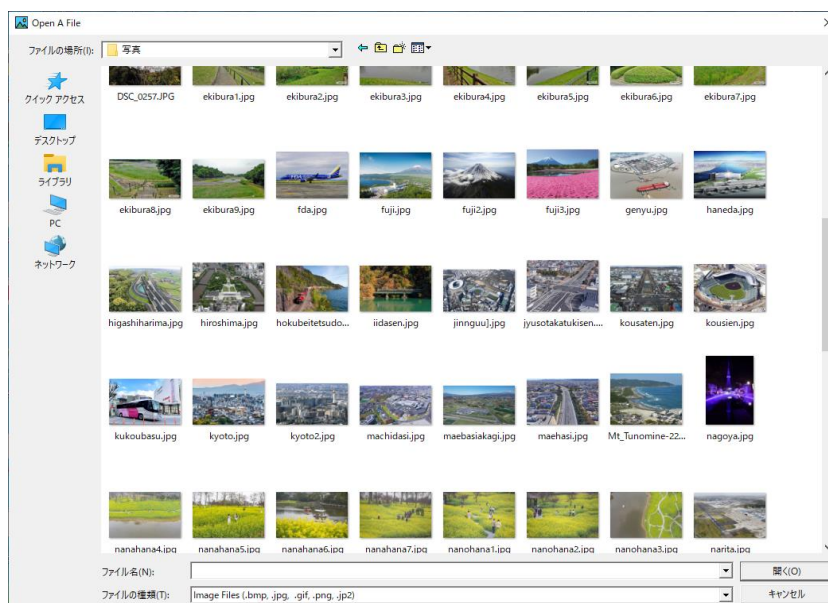 Open A File
ファイルの場所(I):
写真
クイック アクセス
デスクトップ
ライブラリ
PC
ネットワーク
DSC_0257.JPG ekibura1.jpg ekibura2.jpg ekibura3.jpg ekibura4.jpg ekibura5.jpg ekibura6.jpg ekibura7.jpg
ekibura8.jpg ekibura9.jpg fda.jpg fuji.jpg fuji2.jpg fuji3.jpg genyu.jpg haneda.jpg
higashiharima.jpg hiroshima.jpg hokubeitetsudo... iidasen.jpg jinnguu].jpg jyusotakatukisen.... kousaten.jpg kousien.jpg
kukoubasu.jpg kyoto.jpg kyoto2.jpg machidasi.jpg maebasiakagi.jpg maehasi.jpg Mt_Tunomine-22... nagoya.jpg
nanahana4.jpg nanahana5.jpg nanahana6.jpg nanahana7.jpg nanohana1.jpg nanohana2.jpg nanohana3.jpg narita.jpg
ファイル名(N):
開く(O)
ファイルの種類(T):
Image Files (.bmp, .jpg, .gif, .png, .jp2)
キャンセル